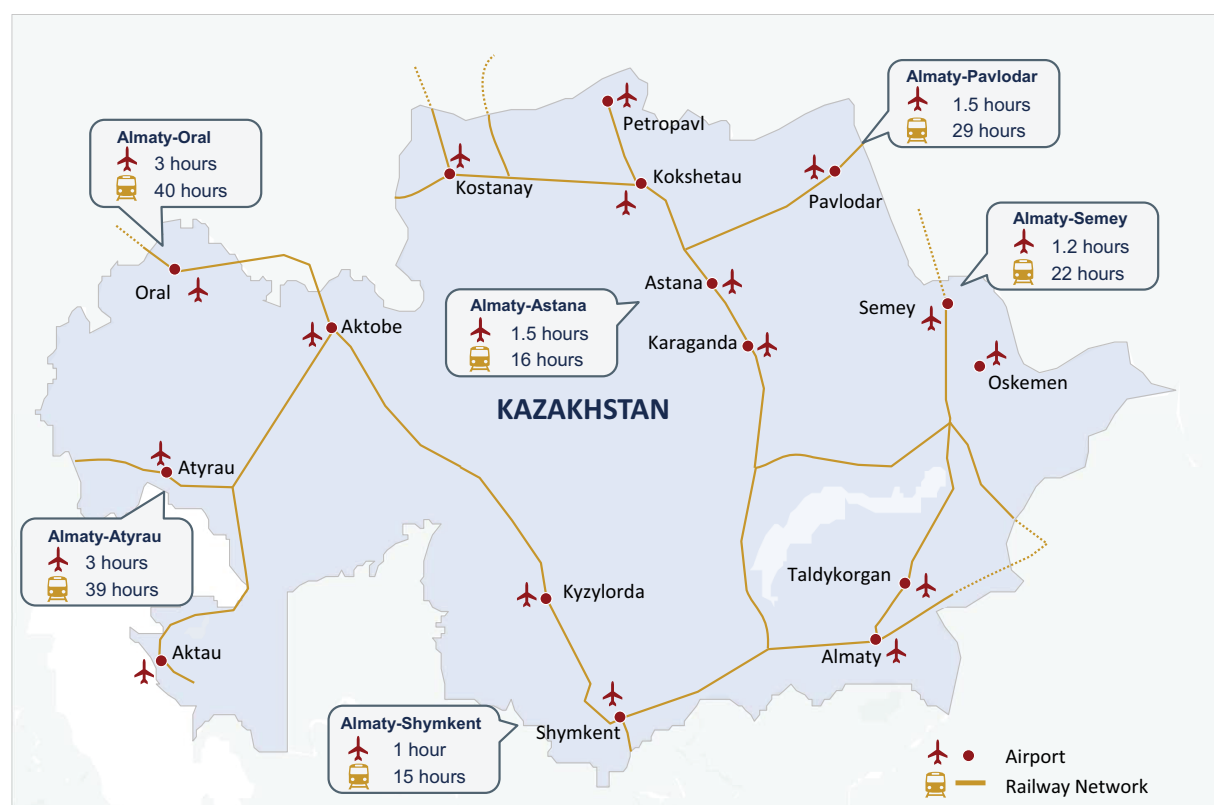 Almaty-Pavlodar
1.5 hours
29 hours
Petropavl
Almaty-Oral
3 hours
40 hours
Kostanay
Kokshetau
Pavlodar
Almaty-Semey
1.2 hours
22 hours
Oral
Astana
Almaty-Astana
1.5 hours
16 hours
Semey
Aktobe
Karaganda
Oskemen
KAZAKHSTAN
Atyrau
Almaty-Atyrau
3 hours
39 hours
Taldykorgan
Kyzylorda
Aktau
Almaty
Almaty-Shymkent
1 hour
15 hours
Shymkent
Airport
Railway Network